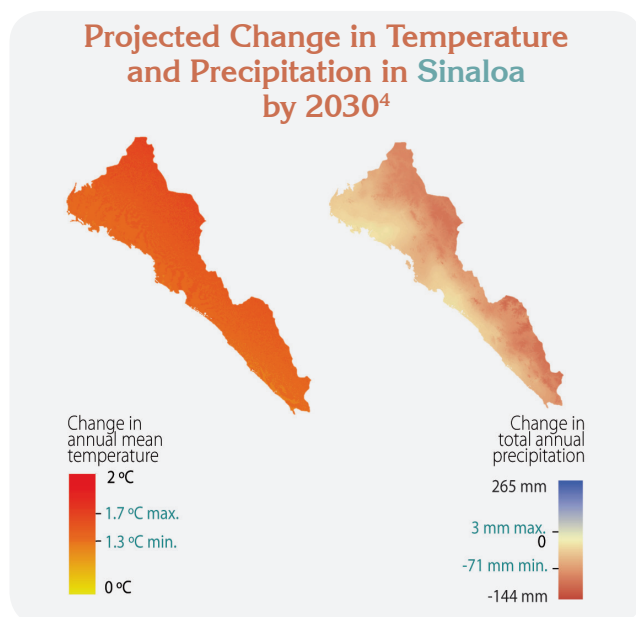 Projected Change in Temperature
and Precipitation in Sinaloa
by 2030⁴
Change in
annual mean
temperature
2 ºC
1.7 ºC max.
1.3 ºC min.
0 ºC
Change in
total annual
precipitation
265 mm
3 mm max.
0
-71 mm min.
-144 mm